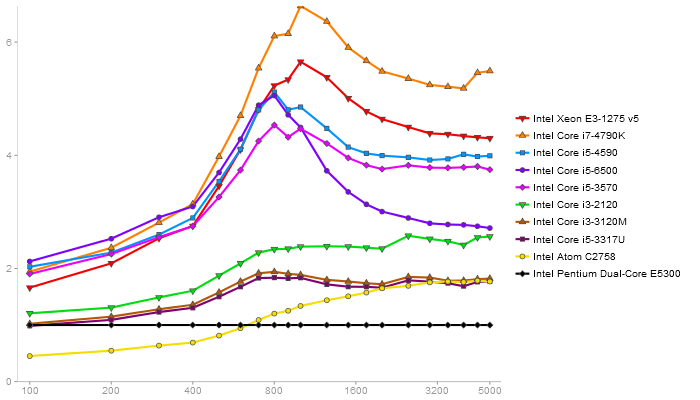 6
4
2
0
100 200 400 800 1600 3200 5000
Intel Xeon E3-1275 v5
Intel Core i7-4790K
Intel Core i5-4590
Intel Core i5-6500
Intel Core i5-3570
Intel Core i3-2120
Intel Core i3-3120M
Intel Core i5-3317U
Intel Atom C2758
Intel Pentium Dual-Core E5300